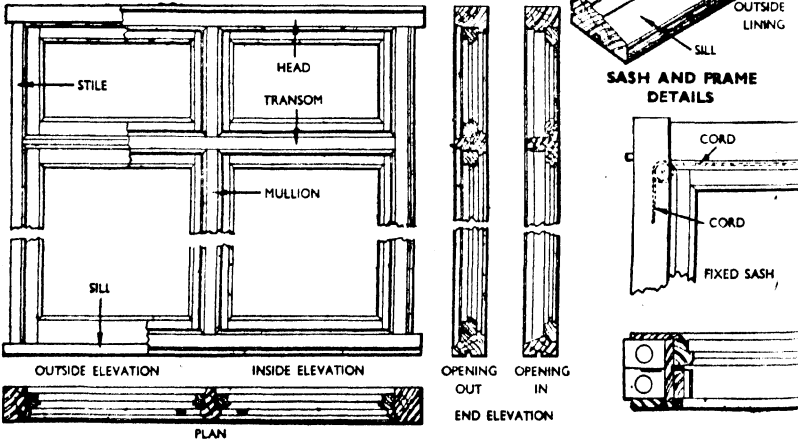 HEAD
STILE
TRANSOM
MULLION
SILL
OUTSIDE ELEVATION
INSIDE ELEVATION
PLAN
OPENING
OUT
OPENING
IN
END ELEVATION
OUTSIDE
LINING
SILL
SASH AND FRAME
DETAILS
CORD
CORD
FIXED SASH